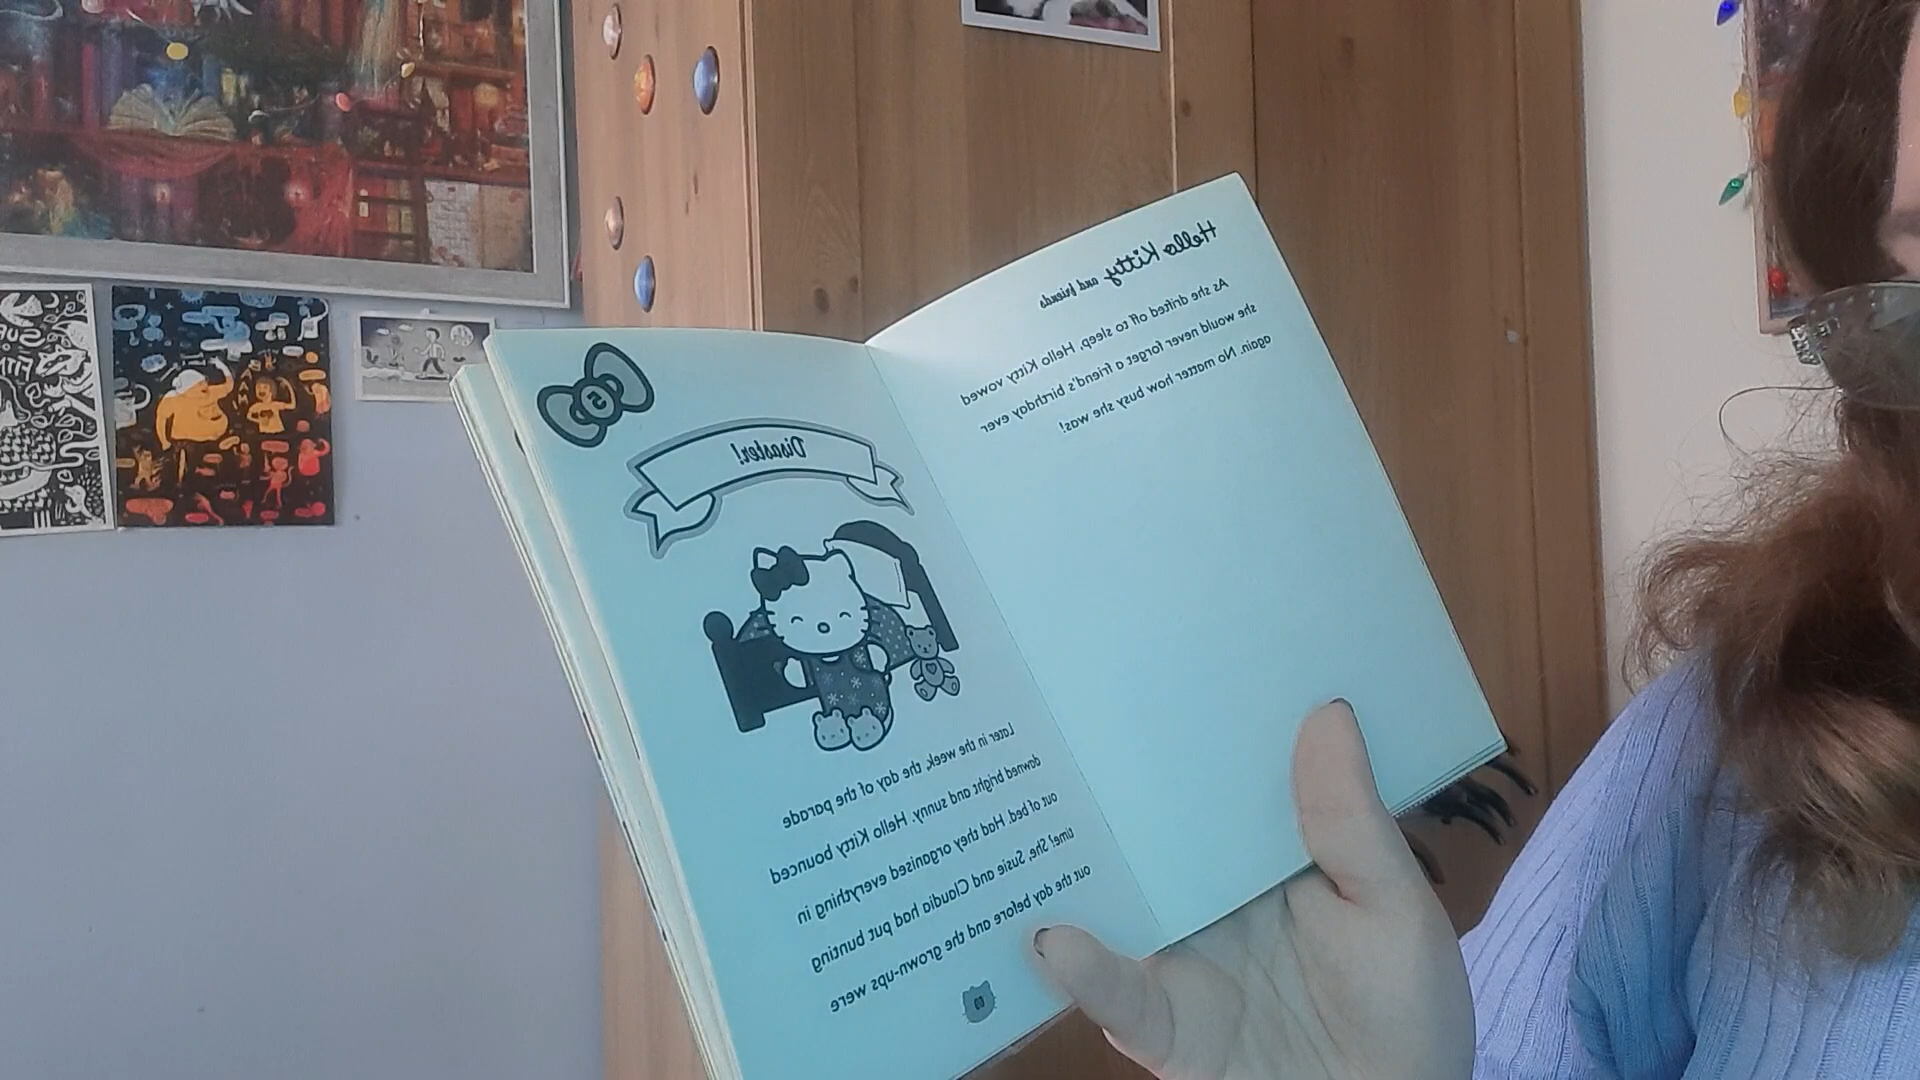 Hello Kitty and friends
As she drifted off to sleep, Hello Kitty vowed
she would never forget a friend's birthday ever
again. No matter how busy she was!
5
Disaster!
Later in the week, the day of the parade
dawned bright and sunny. Hello Kitty bounced
out of bed. Had they organised everything in
time? She, Susie and Claudia had put bunting
out the day before and the grown-ups were